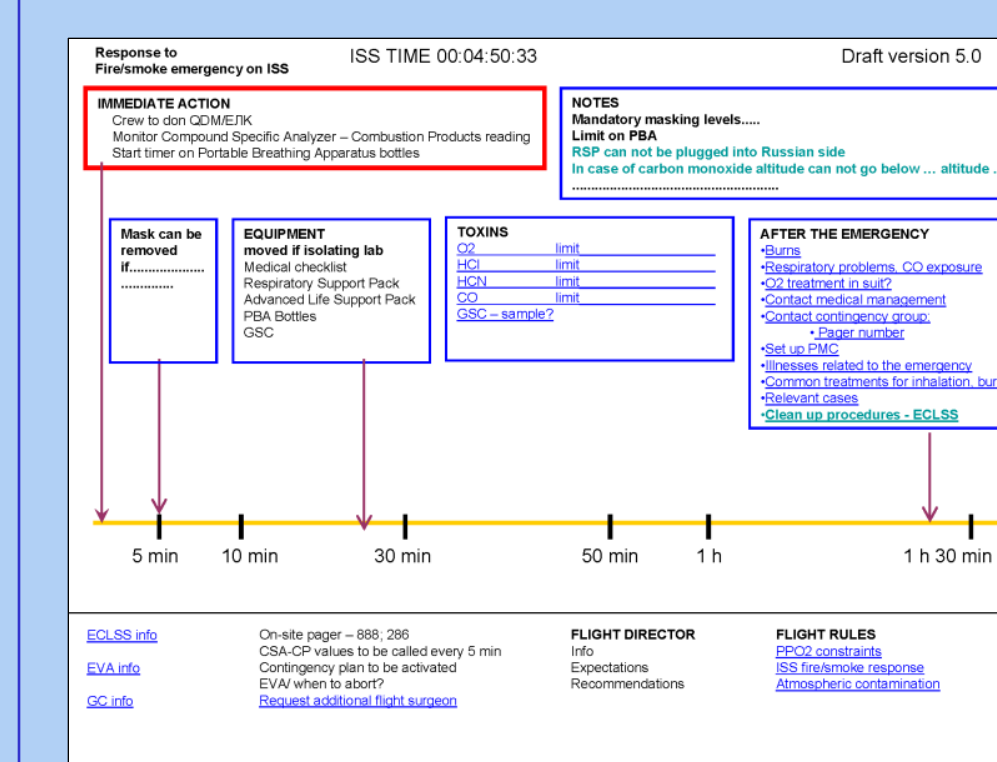 Response to
Fire/smoke emergency on ISS
ISS TIME 00:04:50:33
Draft version 5.0
IMMEDIATE ACTION
Crew to don QDM/ЕЛК
Monitor Compound Specific Analyzer – Combustion Products reading
Start timer on Portable Breathing Apparatus bottles
NOTES
Mandatory masking levels.....
Limit on PBA
RSP can not be plugged into Russian side
In case of carbon monoxide altitude can not go below ... altitude .
.......................................................
Mask can be
removed
if....................
..............
EQUIPMENT
moved if isolating lab
Medical checklist
Respiratory Support Pack
Advanced Life Support Pack
PBA Bottles
GSC
TOXINS
O2 limit
HCl limit
HCN limit
CO limit
GSC – sample?
AFTER THE EMERGENCY
•Burns
•Respiratory problems, CO exposure
•O2 treatment in suit?
•Contact medical management
•Contact contingency group:
• Pager number
•Set up PMC
•Illnesses related to the emergency
•Common treatments for inhalation, bur
•Relevant cases
•Clean up procedures - ECLSS
5 min 10 min 30 min 50 min 1 h 1 h 30 min
ECLSS info
EVA info
GC info
On-site pager – 888; 286
CSA-CP values to be called every 5 min
Contingency plan to be activated
EVA/ when to abort?
Request additional flight surgeon
FLIGHT DIRECTOR
Info
Expectations
Recommendations
FLIGHT RULES
PPO2 constraints
ISS fire/smoke response
Atmospheric contamination